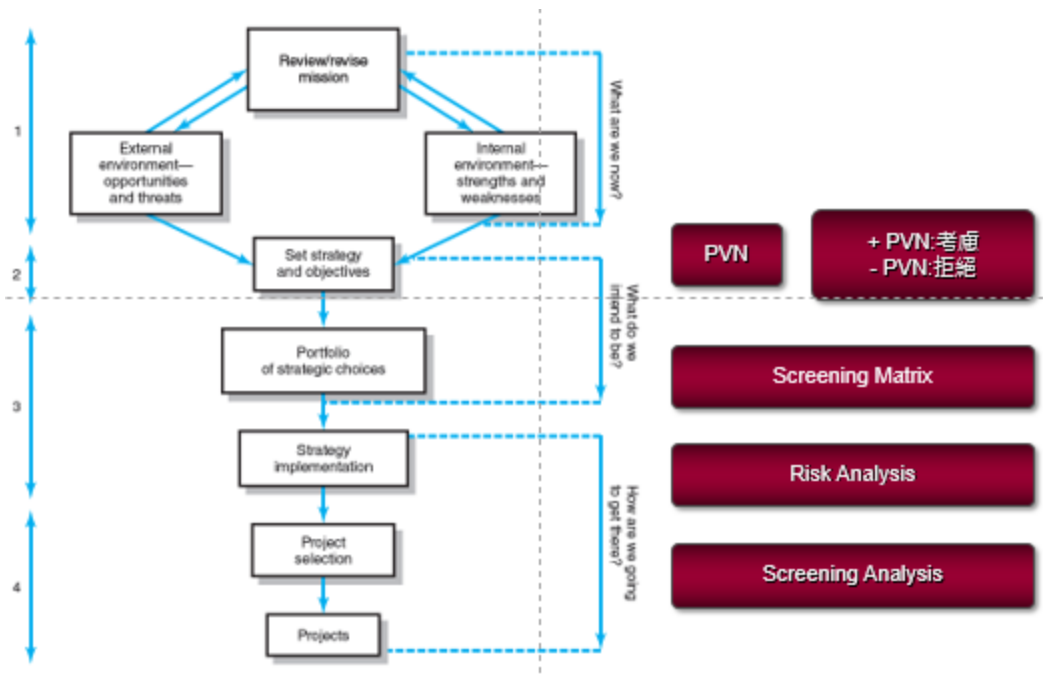 1
Review/revise
mission
External
environment—
opportunities
and threats
Internal
environment—
strengths and
weaknesses
What are we now?
2
Set strategy
and objectives
What do we
intend to be?
3
Portfolio
of strategic choices
Strategy
implementation
How are we going
to get there?
4
Project
selection
Projects
PVN
+ PVN:考慮
- PVN:拒絕
Screening Matrix
Risk Analysis
Screening Analysis